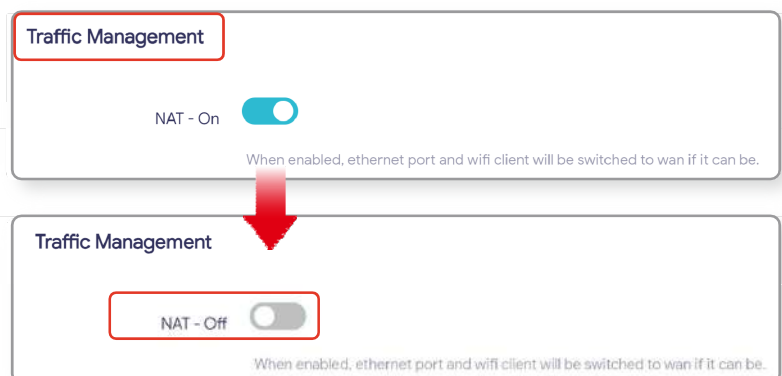 Traffic Management
NAT - On
When enabled, ethernet port and wifi client will be switched to wan if it can be.
Traffic Management
NAT - Off
When enabled, ethernet port and wifi client will be switched to wan if it can be.